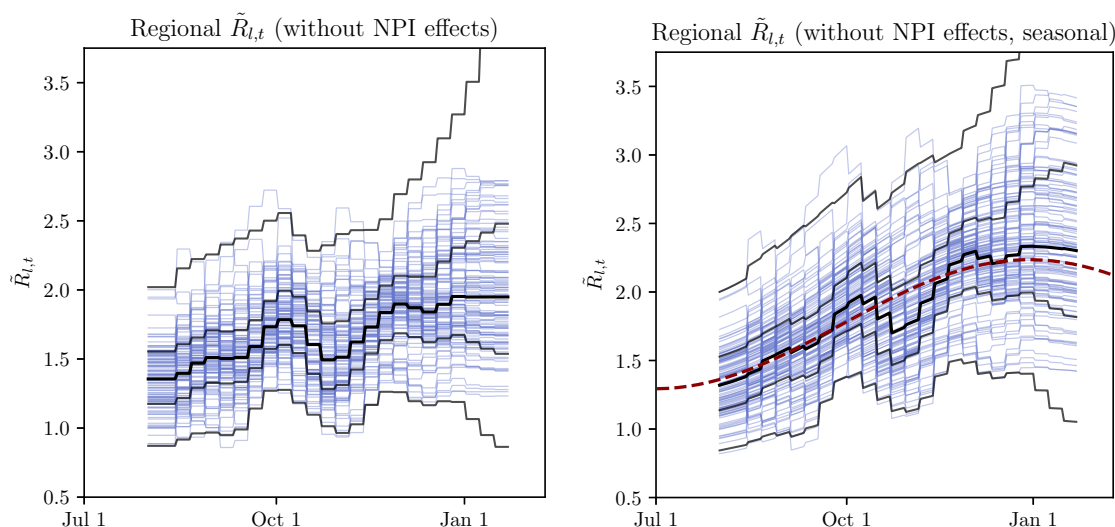 Regional R̃l,t (without NPI effects)
R̃l,t
3.5
3.0
2.5
2.0
1.5
1.0
0.5
Jul 1
Oct 1
Jan 1
Regional R̃l,t (without NPI effects, seasonal)
R̃l,t
3.5
3.0
2.5
2.0
1.5
1.0
0.5
Jul 1
Oct 1
Jan 1